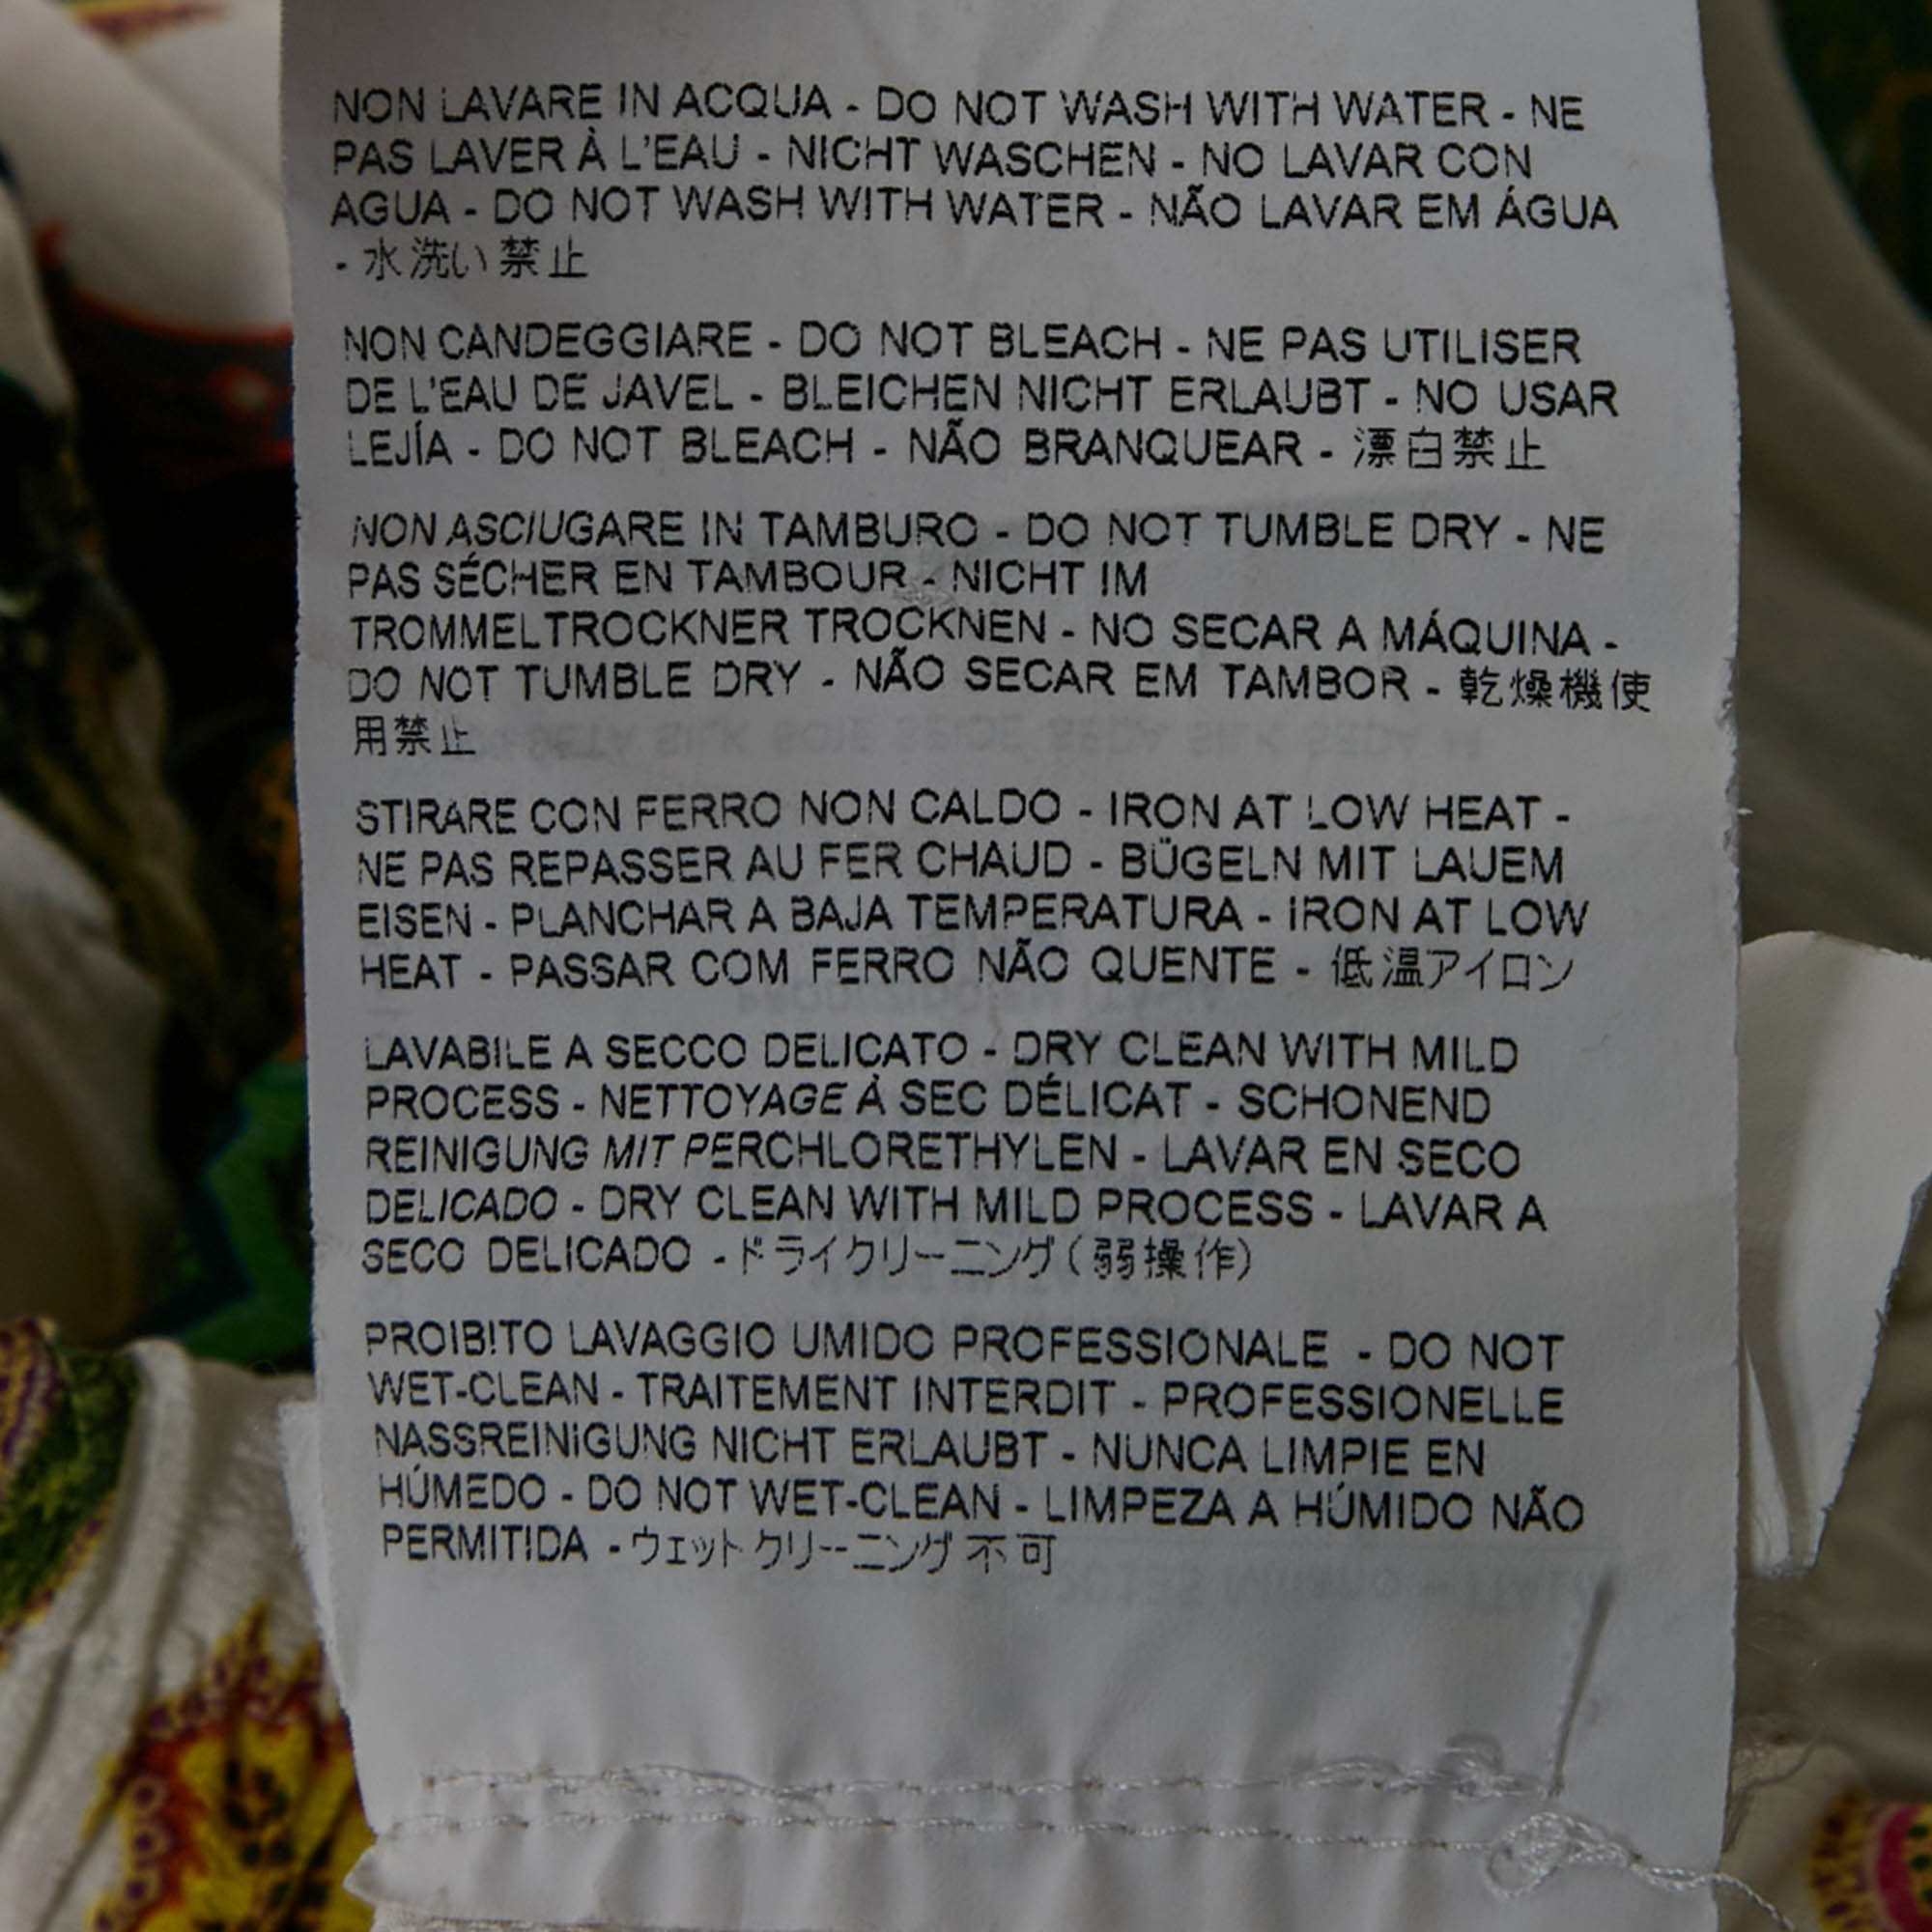 NON LAVARE IN ACQUA - DO NOT WASH WITH WATER - NE
PAS LAVER À L'EAU - NICHT WASCHEN - NO LAVAR CON
AGUA - DO NOT WASH WITH WATER - NÃO LAVAR EM ÁGUA
- 水洗い禁止
NON CANDEGGIARE - DO NOT BLEACH - NE PAS UTILISER
DE L'EAU DE JAVEL - BLEICHEN NICHT ERLAUBT - NO USAR
LEJÍA - DO NOT BLEACH - NÃO BRANQUEAR - 漂白禁止
NON ASCIUGARE IN TAMBURO - DO NOT TUMBLE DRY - NE
PAS SÉCHER EN TAMBOUR - NICHT IM
TROMMELTROCKNER TROCKNEN - NO SECAR A MÁQUINA -
DO NOT TUMBLE DRY - NÃO SECAR EM TAMBOR - 乾燥機使
用禁止
STIRARE CON FERRO NON CALDO - IRON AT LOW HEAT -
NE PAS REPASSER AU FER CHAUD - BÜGELN MIT LAUEM
EISEN - PLANCHAR A BAJA TEMPERATURA - IRON AT LOW
HEAT - PASSAR COM FERRO NÃO QUENTE - 低温アイロン
LAVABILE A SECCO DELICATO - DRY CLEAN WITH MILD
PROCESS - NETTOYAGE À SEC DÉLICAT - SCHONEND
REINIGUNG MIT PERCHLORETHYLEN - LAVAR EN SECO
DELICADO - DRY CLEAN WITH MILD PROCESS - LAVAR A
SECO DELICADO - ドライクリーニング(弱操作)
PROIBITO LAVAGGIO UMIDO PROFESSIONALE - DO NOT
WET-CLEAN - TRAITEMENT INTERDIT - PROFESSIONELLE
NASSREINIGUNG NICHT ERLAUBT - NUNCA LIMPIE EN
HÚMEDO - DO NOT WET-CLEAN - LIMPEZA A HÚMIDO NÃO
PERMITIDA - ウェットクリーニング不可